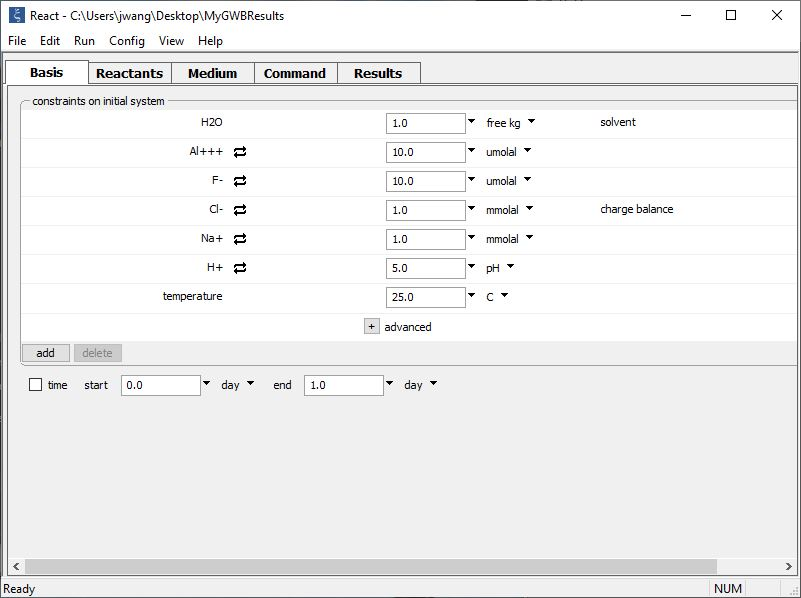 React - C:\Users\jwang\Desktop\MyGWBResults
File Edit Run Config View Help
Basis Reactants Medium Command Results
constraints on initial system
H2O 1.0 free kg solvent
Al+++ 10.0 umolal
F- 10.0 umolal
Cl- 1.0 mmolal charge balance
Na+ 1.0 mmolal
H+ 5.0 pH
temperature 25.0 C
+ advanced
add delete
time start 0.0 day end 1.0 day
Ready NUM